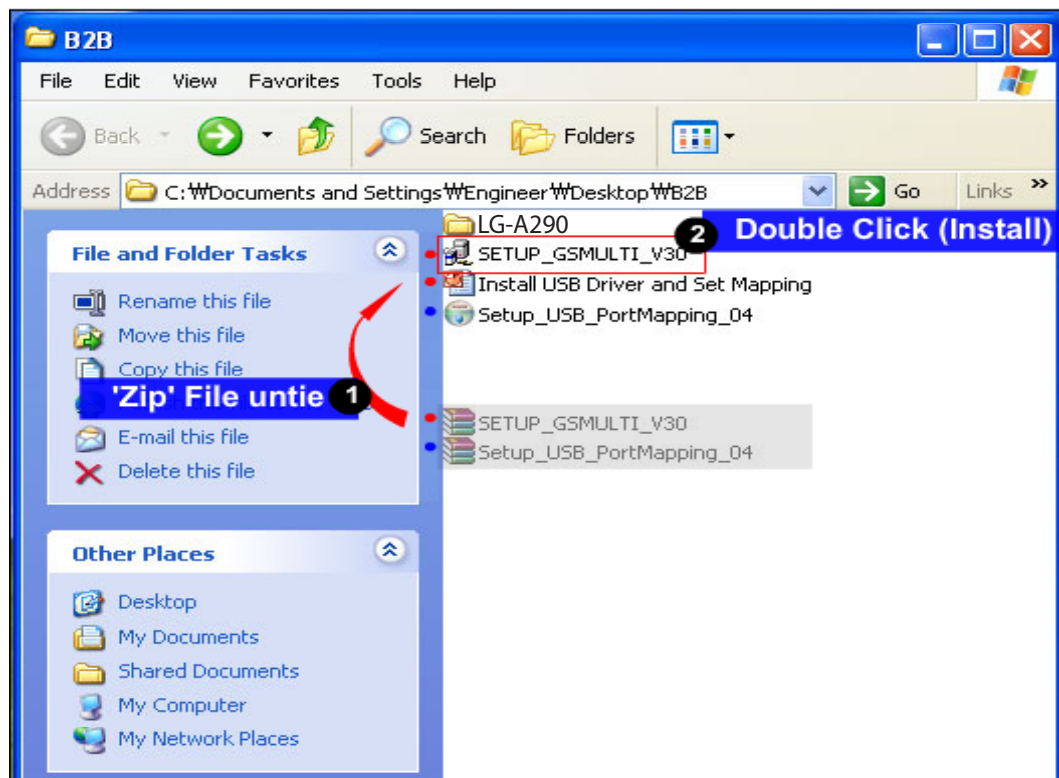 B2B
File Edit View Favorites Tools Help
Back Search Folders
Address C:₩Documents and Settings₩Engineer₩Desktop₩B2B Go Links »
File and Folder Tasks
Rename this file
Move this file
Copy this file
'Zip' File untie 1
E-mail this file
Delete this file
Other Places
Desktop
My Documents
Shared Documents
My Computer
My Network Places
LG-A290
2 Double Click (Install)
SETUP_GSMULTI_V30
Install USB Driver and Set Mapping
Setup_USB_PortMapping_04
SETUP_GSMULTI_V30
Setup_USB_PortMapping_04